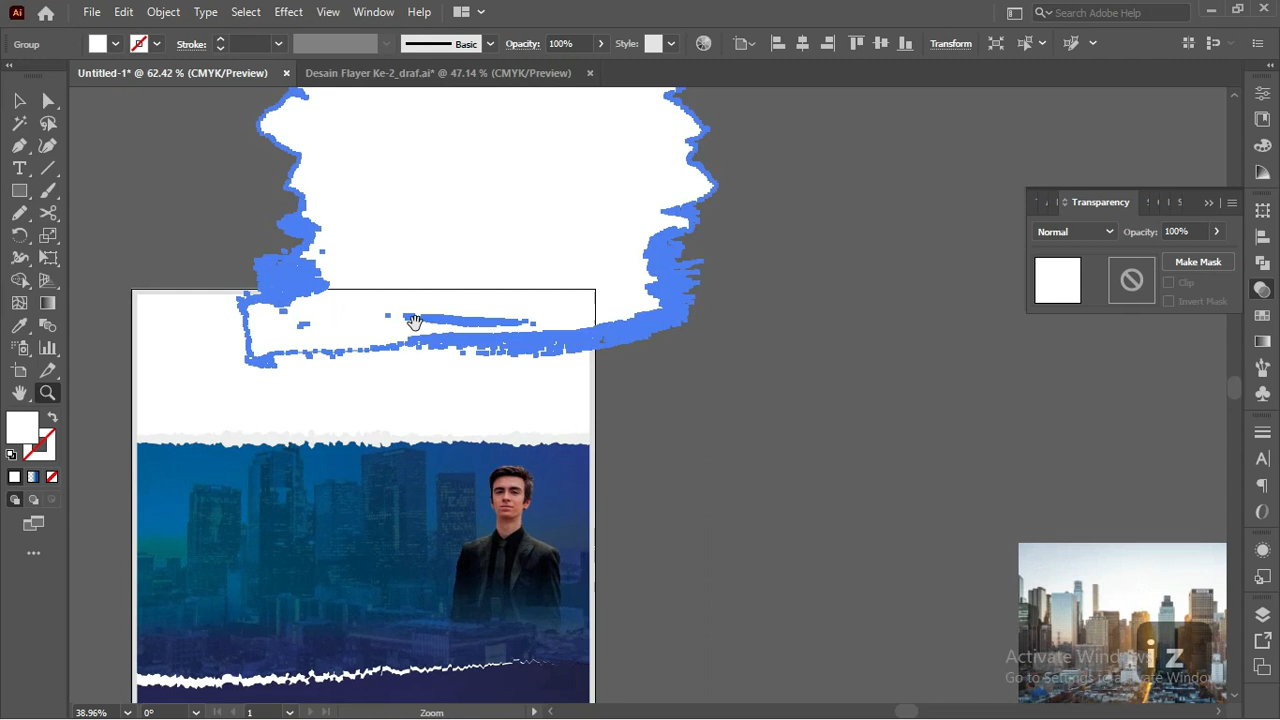 Ai File Edit Object Type Select Effect View Window Help Search Adobe Help
Group Stroke: Basic Opacity: 100% Style: Transform
Untitled-1* @ 62.42 % (CMYK/Preview) × Desain Flayer Ke-2_draf.ai* @ 47.14 % (CMYK/Preview) ×
Transparency
Normal Opacity: 100%
Make Mask
Clip
Invert Mask
i z
Activate Windows
Go to Settings to activate Window
38.96% 0° 1 Zoom